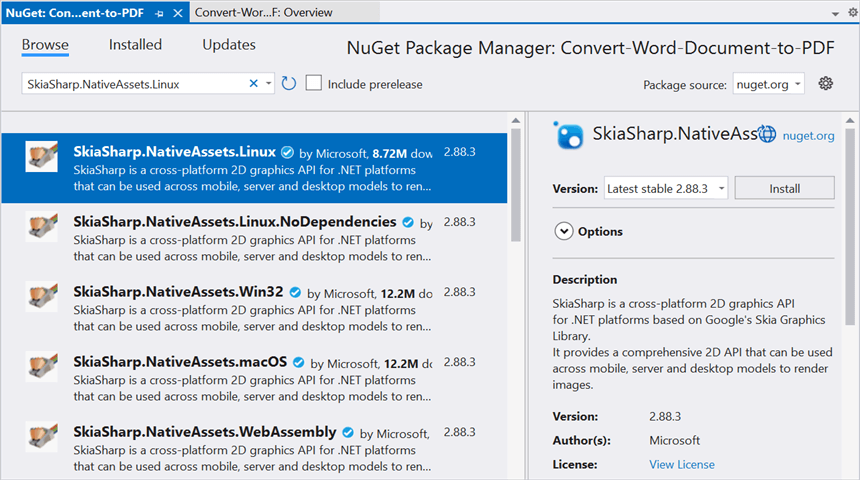 NuGet: Con...ent-to-PDF
Convert-Wor...F: Overview
Browse
Installed
Updates
NuGet Package Manager: Convert-Word-Document-to-PDF
SkiaSharp.NativeAssets.Linux
Include prerelease
Package source: nuget.org
SkiaSharp.NativeAssets.Linux by Microsoft, 8.72M dow 2.88.3
SkiaSharp is a cross-platform 2D graphics API for .NET platforms
that can be used across mobile, server and desktop models to ren...
SkiaSharp.NativeAssets.Linux.NoDependencies by 2.88.3
SkiaSharp is a cross-platform 2D graphics API for .NET platforms
that can be used across mobile, server and desktop models to ren...
SkiaSharp.NativeAssets.Win32 by Microsoft, 12.2M do 2.88.3
SkiaSharp is a cross-platform 2D graphics API for .NET platforms
that can be used across mobile, server and desktop models to ren...
SkiaSharp.NativeAssets.macOS by Microsoft, 12.2M do 2.88.3
SkiaSharp is a cross-platform 2D graphics API for .NET platforms
that can be used across mobile, server and desktop models to ren...
SkiaSharp.NativeAssets.WebAssembly by Microsoft, 2.88.3
SkiaSharp is a cross-platform 2D graphics API for .NET platforms
that can be used across mobile, server and desktop models to ren...
SkiaSharp.NativeAss nuget.org
Version: Latest stable 2.88.3 Install
Options
Description
SkiaSharp is a cross-platform 2D graphics API
for .NET platforms based on Google's Skia Graphics
Library.
It provides a comprehensive 2D API that can be used
across mobile, server and desktop models to render
images.
Version: 2.88.3
Author(s): Microsoft
License: View License